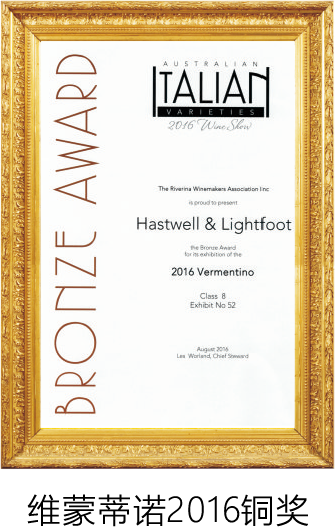 BRONZE AWARD
AUSTRALIAN
ITALIAN
VARIETIES
2016 Wine Show
The Riverina Winemakers Association Inc
is proud to present
Hastwell & Lightfoot
the Bronze Award
for its exhibition of the
2016 Vermentino
Class 8
Exhibit No 52
August 2016
Les Worland, Chief Steward
维蒙蒂诺2016铜奖